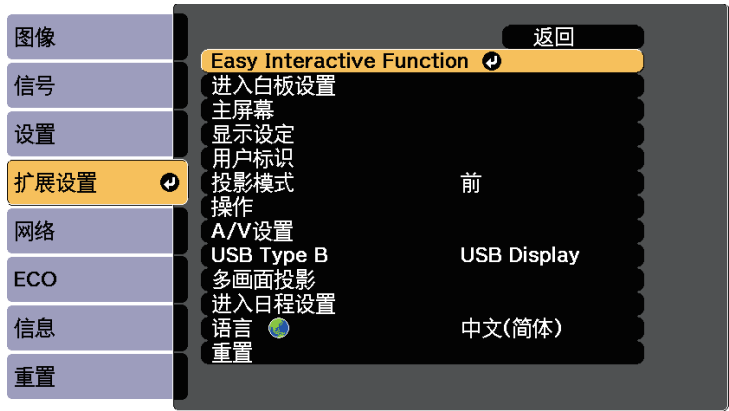 图像
信号
设置
扩展设置
网络
ECO
信息
重置
返回
Easy Interactive Function
进入白板设置
主屏幕
显示设定
用户标识
投影模式 前
操作
A/V设置
USB Type B USB Display
多画面投影
进入日程设置
语言 中文(简体)
重置